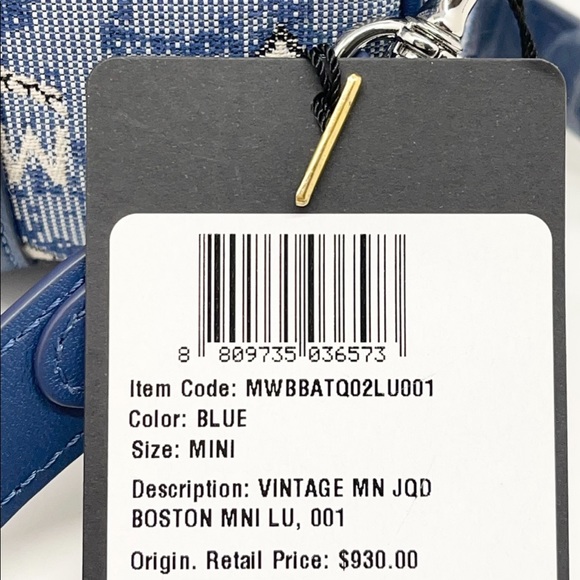 W
8 809735 036573
Item Code: MWBBATQ02LU001
Color: BLUE
Size: MINI
Description: VINTAGE MN JQD
BOSTON MNI LU, 001
Origin. Retail Price: $930.00